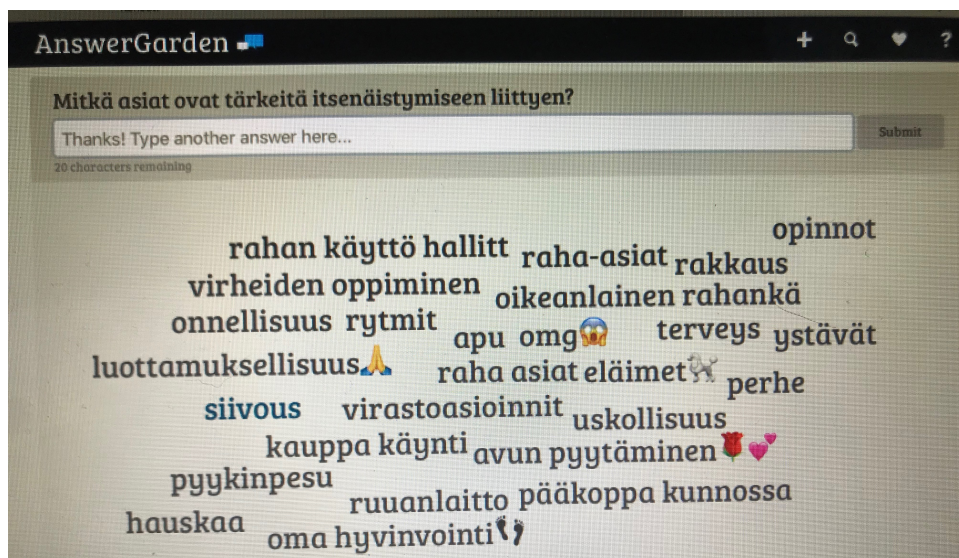 AnswerGarden
Mitkä asiat ovat tärkeitä itsenäistymiseen liittyen?
Thanks! Type another answer here...
Submit
20 characters remaining
opinnot
rahan käyttö hallitt raha-asiat rakkaus
virheiden oppiminen oikeanlainen rahankä
onnellisuus rytmit apu omg😱 terveys ystävät
luottamuksellisuus🙏 raha asiat eläimet🐩 perhe
siivous virastoasioinnit uskollisuus
kauppa käynti avun pyytäminen🌹💕
pyykinpesu ruuanlaitto pääkoppa kunnossa
hauskaa oma hyvinvointi👣